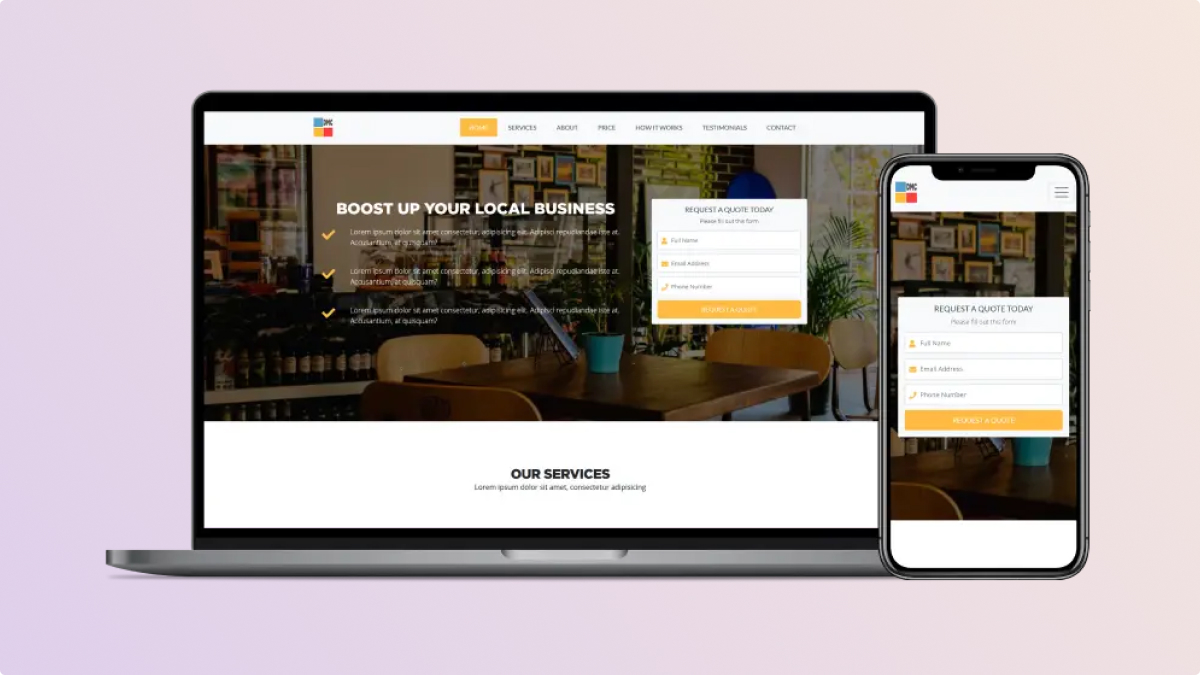 DMC
HOME
SERVICES
ABOUT
PRICE
HOW IT WORKS
TESTIMONIALS
CONTACT
BOOST UP YOUR LOCAL BUSINESS
Lorem ipsum dolor sit amet consectetur, adipisicing elit. Adipisci repudiandae iste at.
Accusantium, at quisquam?
Lorem ipsum dolor sit amet consectetur, adipisicing elit. Adipisci repudiandae iste at.
Accusantium, at quisquam?
Lorem ipsum dolor sit amet consectetur, adipisicing elit. Adipisci repudiandae iste at.
Accusantium, at quisquam?
REQUEST A QUOTE TODAY
Please fill out this form
Full Name
Email Address
Phone Number
REQUEST A QUOTE
OUR SERVICES
Lorem ipsum dolor sit amet, consectetur adipisicing
DMC
REQUEST A QUOTE TODAY
Please fill out this form
Full Name
Email Address
Phone Number
REQUEST A QUOTE